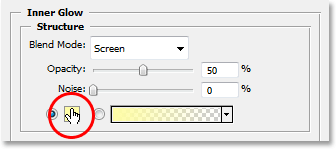 Inner Glow
Structure
Blend Mode: Screen
Opacity: 50 %
Noise: 0 %